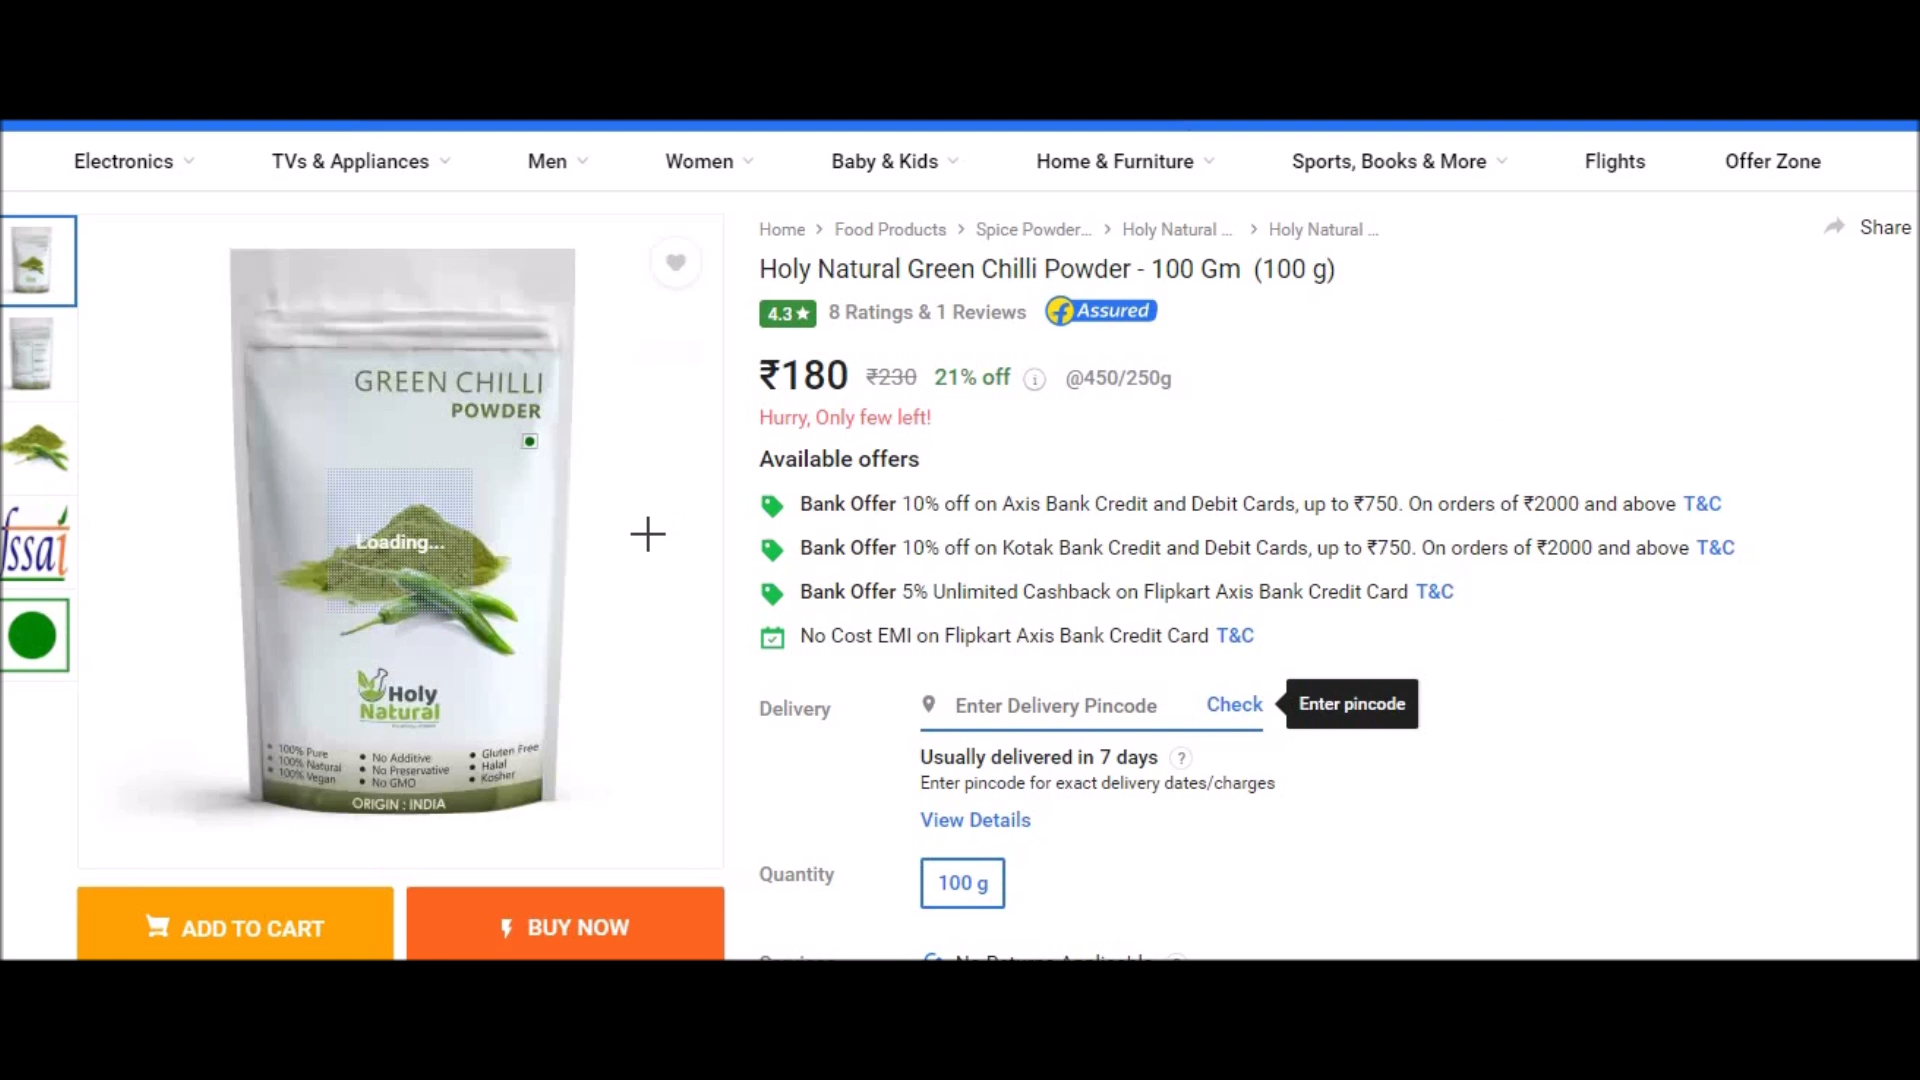 Electronics
TVs & Appliances
Men
Women
Baby & Kids
Home & Furniture
Sports, Books & More
Flights
Offer Zone
Home > Food Products > Spice Powder... > Holy Natural ... > Holy Natural ...
Share
Holy Natural Green Chilli Powder - 100 Gm (100 g)
4.3★ 8 Ratings & 1 Reviews
f Assured
₹180 ₹230 21% off @450/250g
Hurry, Only few left!
Available offers
Bank Offer 10% off on Axis Bank Credit and Debit Cards, up to ₹750. On orders of ₹2000 and above T&C
Bank Offer 10% off on Kotak Bank Credit and Debit Cards, up to ₹750. On orders of ₹2000 and above T&C
Bank Offer 5% Unlimited Cashback on Flipkart Axis Bank Credit Card T&C
No Cost EMI on Flipkart Axis Bank Credit Card T&C
Delivery
Enter Delivery Pincode
Check
Enter pincode
Usually delivered in 7 days ?
Enter pincode for exact delivery dates/charges
View Details
Quantity
100 g
GREEN CHILLI
POWDER
Loading...
Holy
Natural
100% Pure
100% Natural
100% Vegan
No Additive
No Preservative
No GMO
Gluten Free
Halal
Kosher
ORIGIN : INDIA
fssai
ADD TO CART
BUY NOW